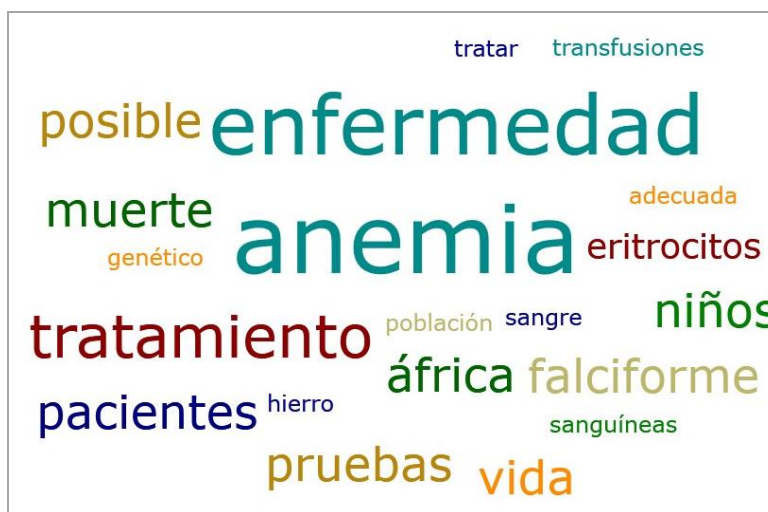 tratar transfusiones
posible enfermedad
muerte anemia adecuada
genético eritrocitos
tratamiento población sangre niños
pacientes hierro áfrica falciforme
sanguíneas
pruebas vida